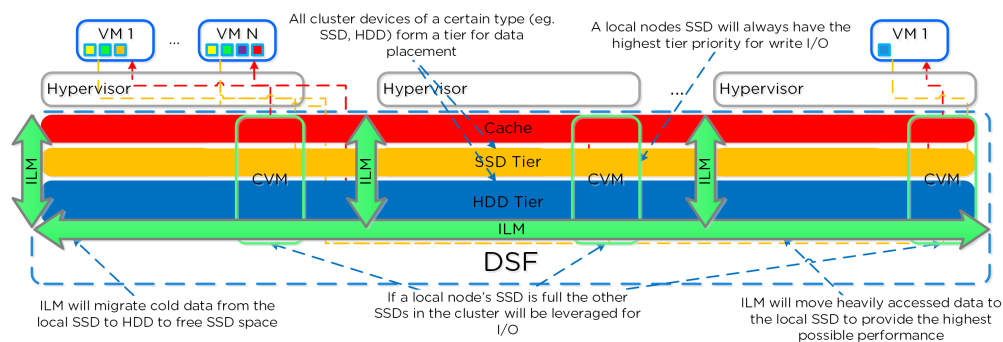 All cluster devices of a certain type (eg.
SSD, HDD) form a tier for data
placement
A local nodes SSD will always have the
highest tier priority for write I/O
VM 1
...
VM N
VM 1
Hypervisor
Hypervisor
...
Hypervisor
Cache
SSD Tier
HDD Tier
ILM
ILM
ILM
CVM
CVM
CVM
ILM
DSF
ILM will migrate cold data from the
local SSD to HDD to free SSD space
If a local node's SSD is full the other
SSDs in the cluster will be leveraged for
I/O
ILM will move heavily accessed data to
the local SSD to provide the highest
possible performance